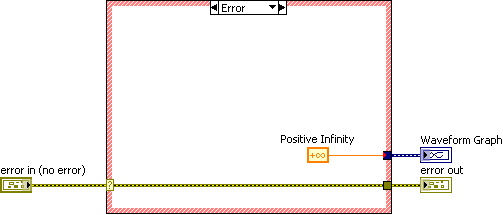 Error
Positive Infinity
+∞
Waveform Graph
error in (no error)
?
error out